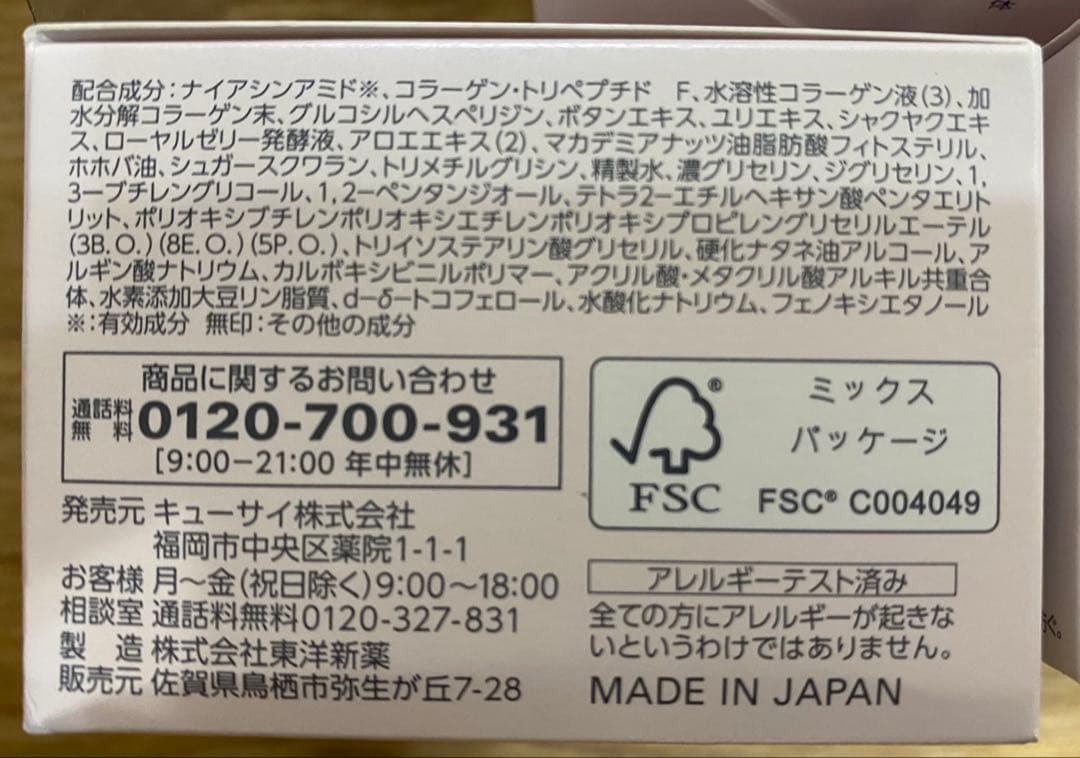 配合成分：ナイアシンアミド※、コラーゲン・トリペプチド　F、水溶性コラーゲン液(3)、加
水分解コラーゲン末、グルコシルヘスペリジン、ボタンエキス、ユリエキス、シャクヤクエキ
ス、ローヤルゼリー発酵液、アロエエキス(2)、マカデミアナッツ油脂肪酸フィトステリル、
ホホバ油、シュガースクワラン、トリメチルグリシン、精製水、濃グリセリン、ジグリセリン、1,
3ーブチレングリコール、1,2ーペンタンジオール、テトラ2ーエチルヘキサン酸ペンタエリト
リット、ポリオキシブチレンポリオキシエチレンポリオキシプロピレングリセリルエーテル
(3B.O.)(8E.O.)(5P.O.)、トリイソステアリン酸グリセリル、硬化ナタネ油アルコール、ア
ルギン酸ナトリウム、カルボキシビニルポリマー、アクリル酸・メタクリル酸アルキル共重合
体、水素添加大豆リン脂質、dーδートコフェロール、水酸化ナトリウム、フェノキシエタノール
※：有効成分　無印：その他の成分
商品に関するお問い合わせ
通話料無料 0120-700-931
[9:00−21:00 年中無休]
ミックス
パッケージ
FSC® C004049
® FSC
発売元 キューサイ株式会社
福岡市中央区薬院1-1-1
お客様 月〜金(祝日除く)9:00〜18:00
相談室 通話料無料0120-327-831
製　造 株式会社東洋新薬
販売元 佐賀県鳥栖市弥生が丘7-28
アレルギーテスト済み
全ての方にアレルギーが起きな
いというわけではありません。
MADE IN JAPAN